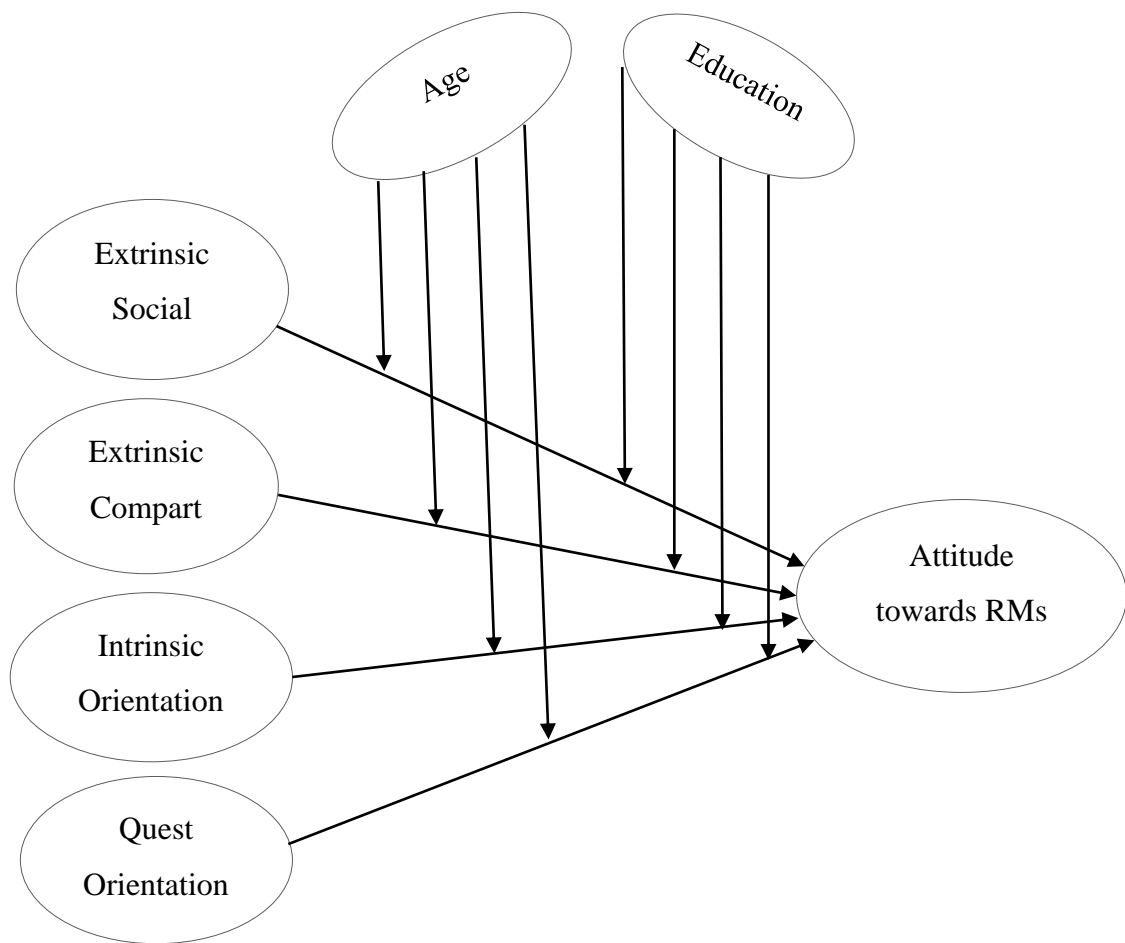 Age
Education
Extrinsic
Social
Extrinsic
Compart
Intrinsic
Orientation
Quest
Orientation
Attitude
towards RMs